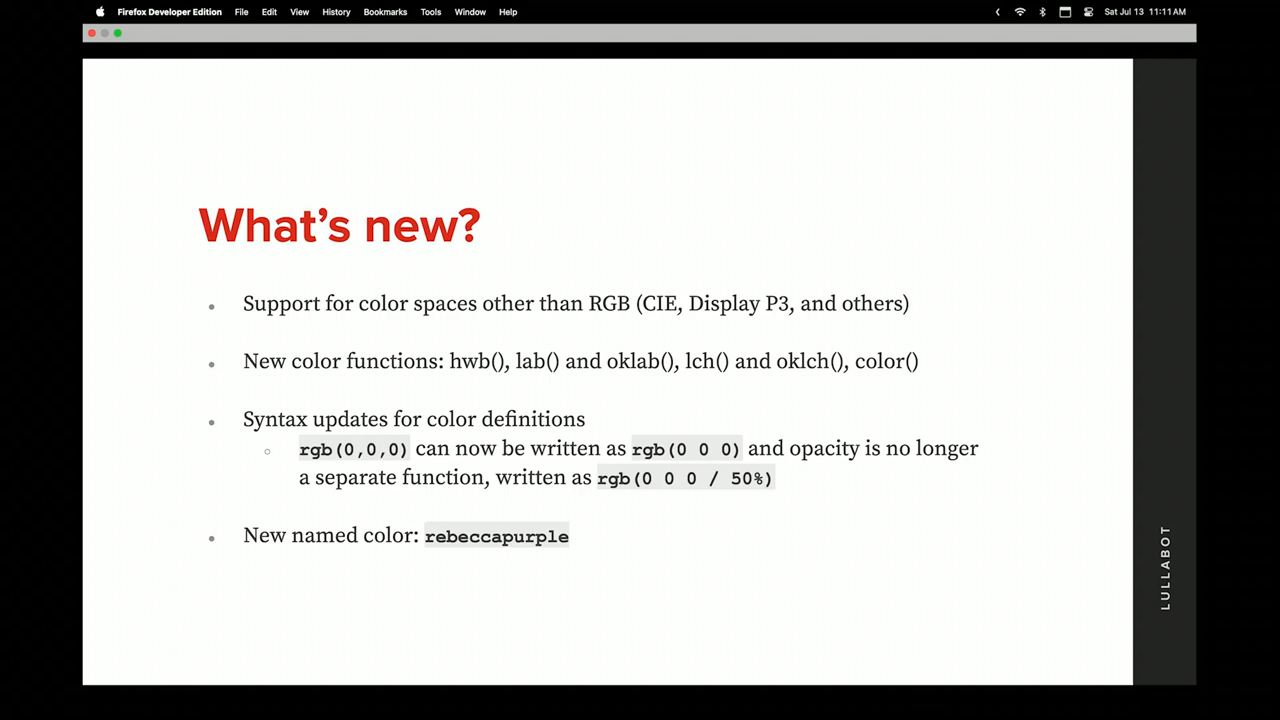 Firefox Developer Edition File Edit View History Bookmarks Tools Window Help Sat Jul 13 11:11 AM
What's new?
• Support for color spaces other than RGB (CIE, Display P3, and others)
• New color functions: hwb(), lab() and oklab(), lch() and oklch(), color()
• Syntax updates for color definitions
○ rgb(0,0,0) can now be written as rgb(0 0 0) and opacity is no longer
a separate function, written as rgb(0 0 0 / 50%)
• New named color: rebeccapurple
LULLABOT